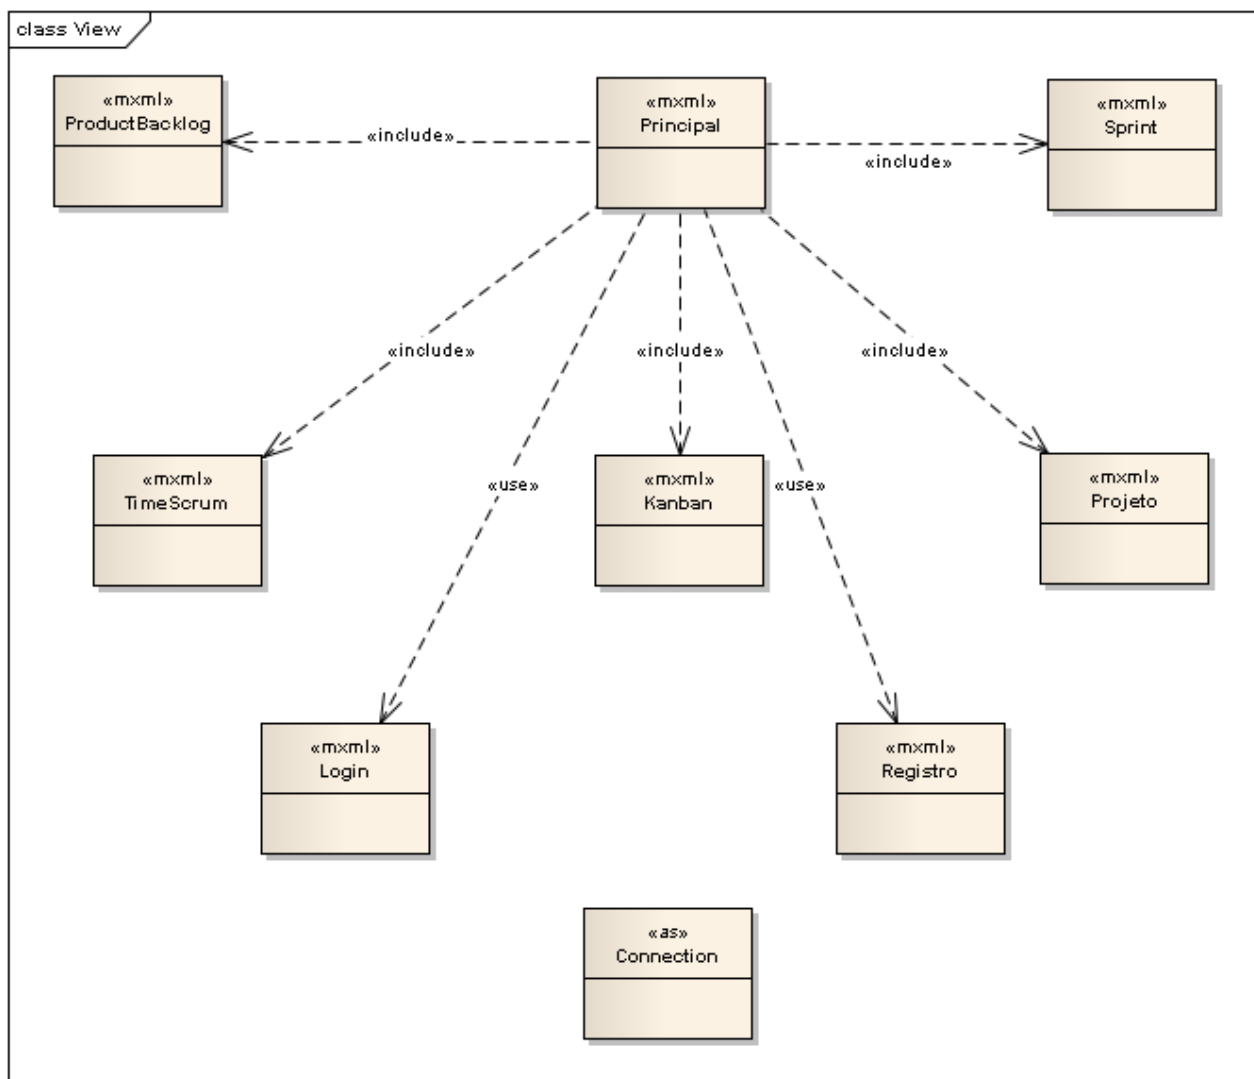 class View
«mxml»
ProductBacklog
«mxml»
Principal
«mxml»
Sprint
«include»
«include»
«include»
«include»
«include»
«mxml»
TimeScrum
«use»
«mxml»
Kanban
«use»
«mxml»
Projeto
«mxml»
Login
«mxml»
Registro
«as»
Connection